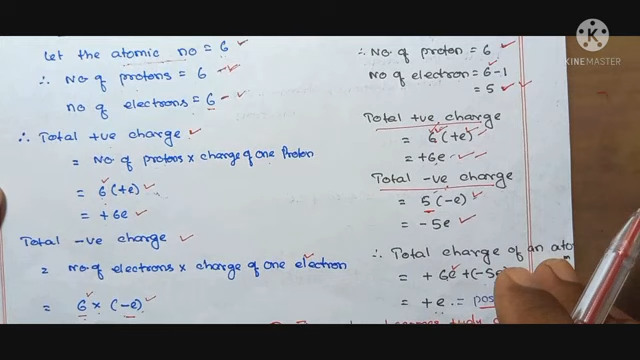 Let the atomic no = 6
∴ No of protons = 6
no of electrons = 6
∴ Total +ve charge
= No of protons x charge of one Proton
= 6 (+e)
= +6e
Total -ve charge
= no of electrons x charge of one electron
= 6 x (-e)
∴ No of proton = 6
No of electron = 6-1
= 5
Total +ve charge
= 6 (+e)
= +6e
Total -ve charge
= 5 (-e)
= -5e
∴ Total charge of an
= +6e +(-5e)
= +e =
KINEMASTER